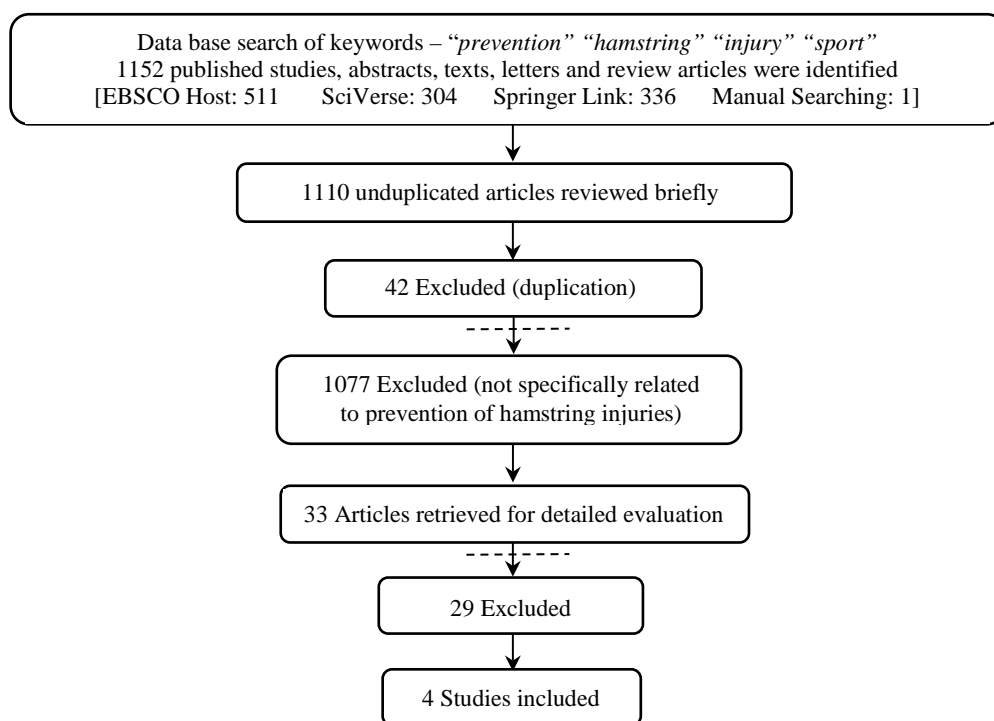 Data base search of keywords – “prevention” “hamstring” “injury” “sport”
1152 published studies, abstracts, texts, letters and review articles were identified
[EBSCO Host: 511 SciVerse: 304 Springer Link: 336 Manual Searching: 1]
1110 unduplicated articles reviewed briefly
42 Excluded (duplication)
1077 Excluded (not specifically related
to prevention of hamstring injuries)
33 Articles retrieved for detailed evaluation
29 Excluded
4 Studies included